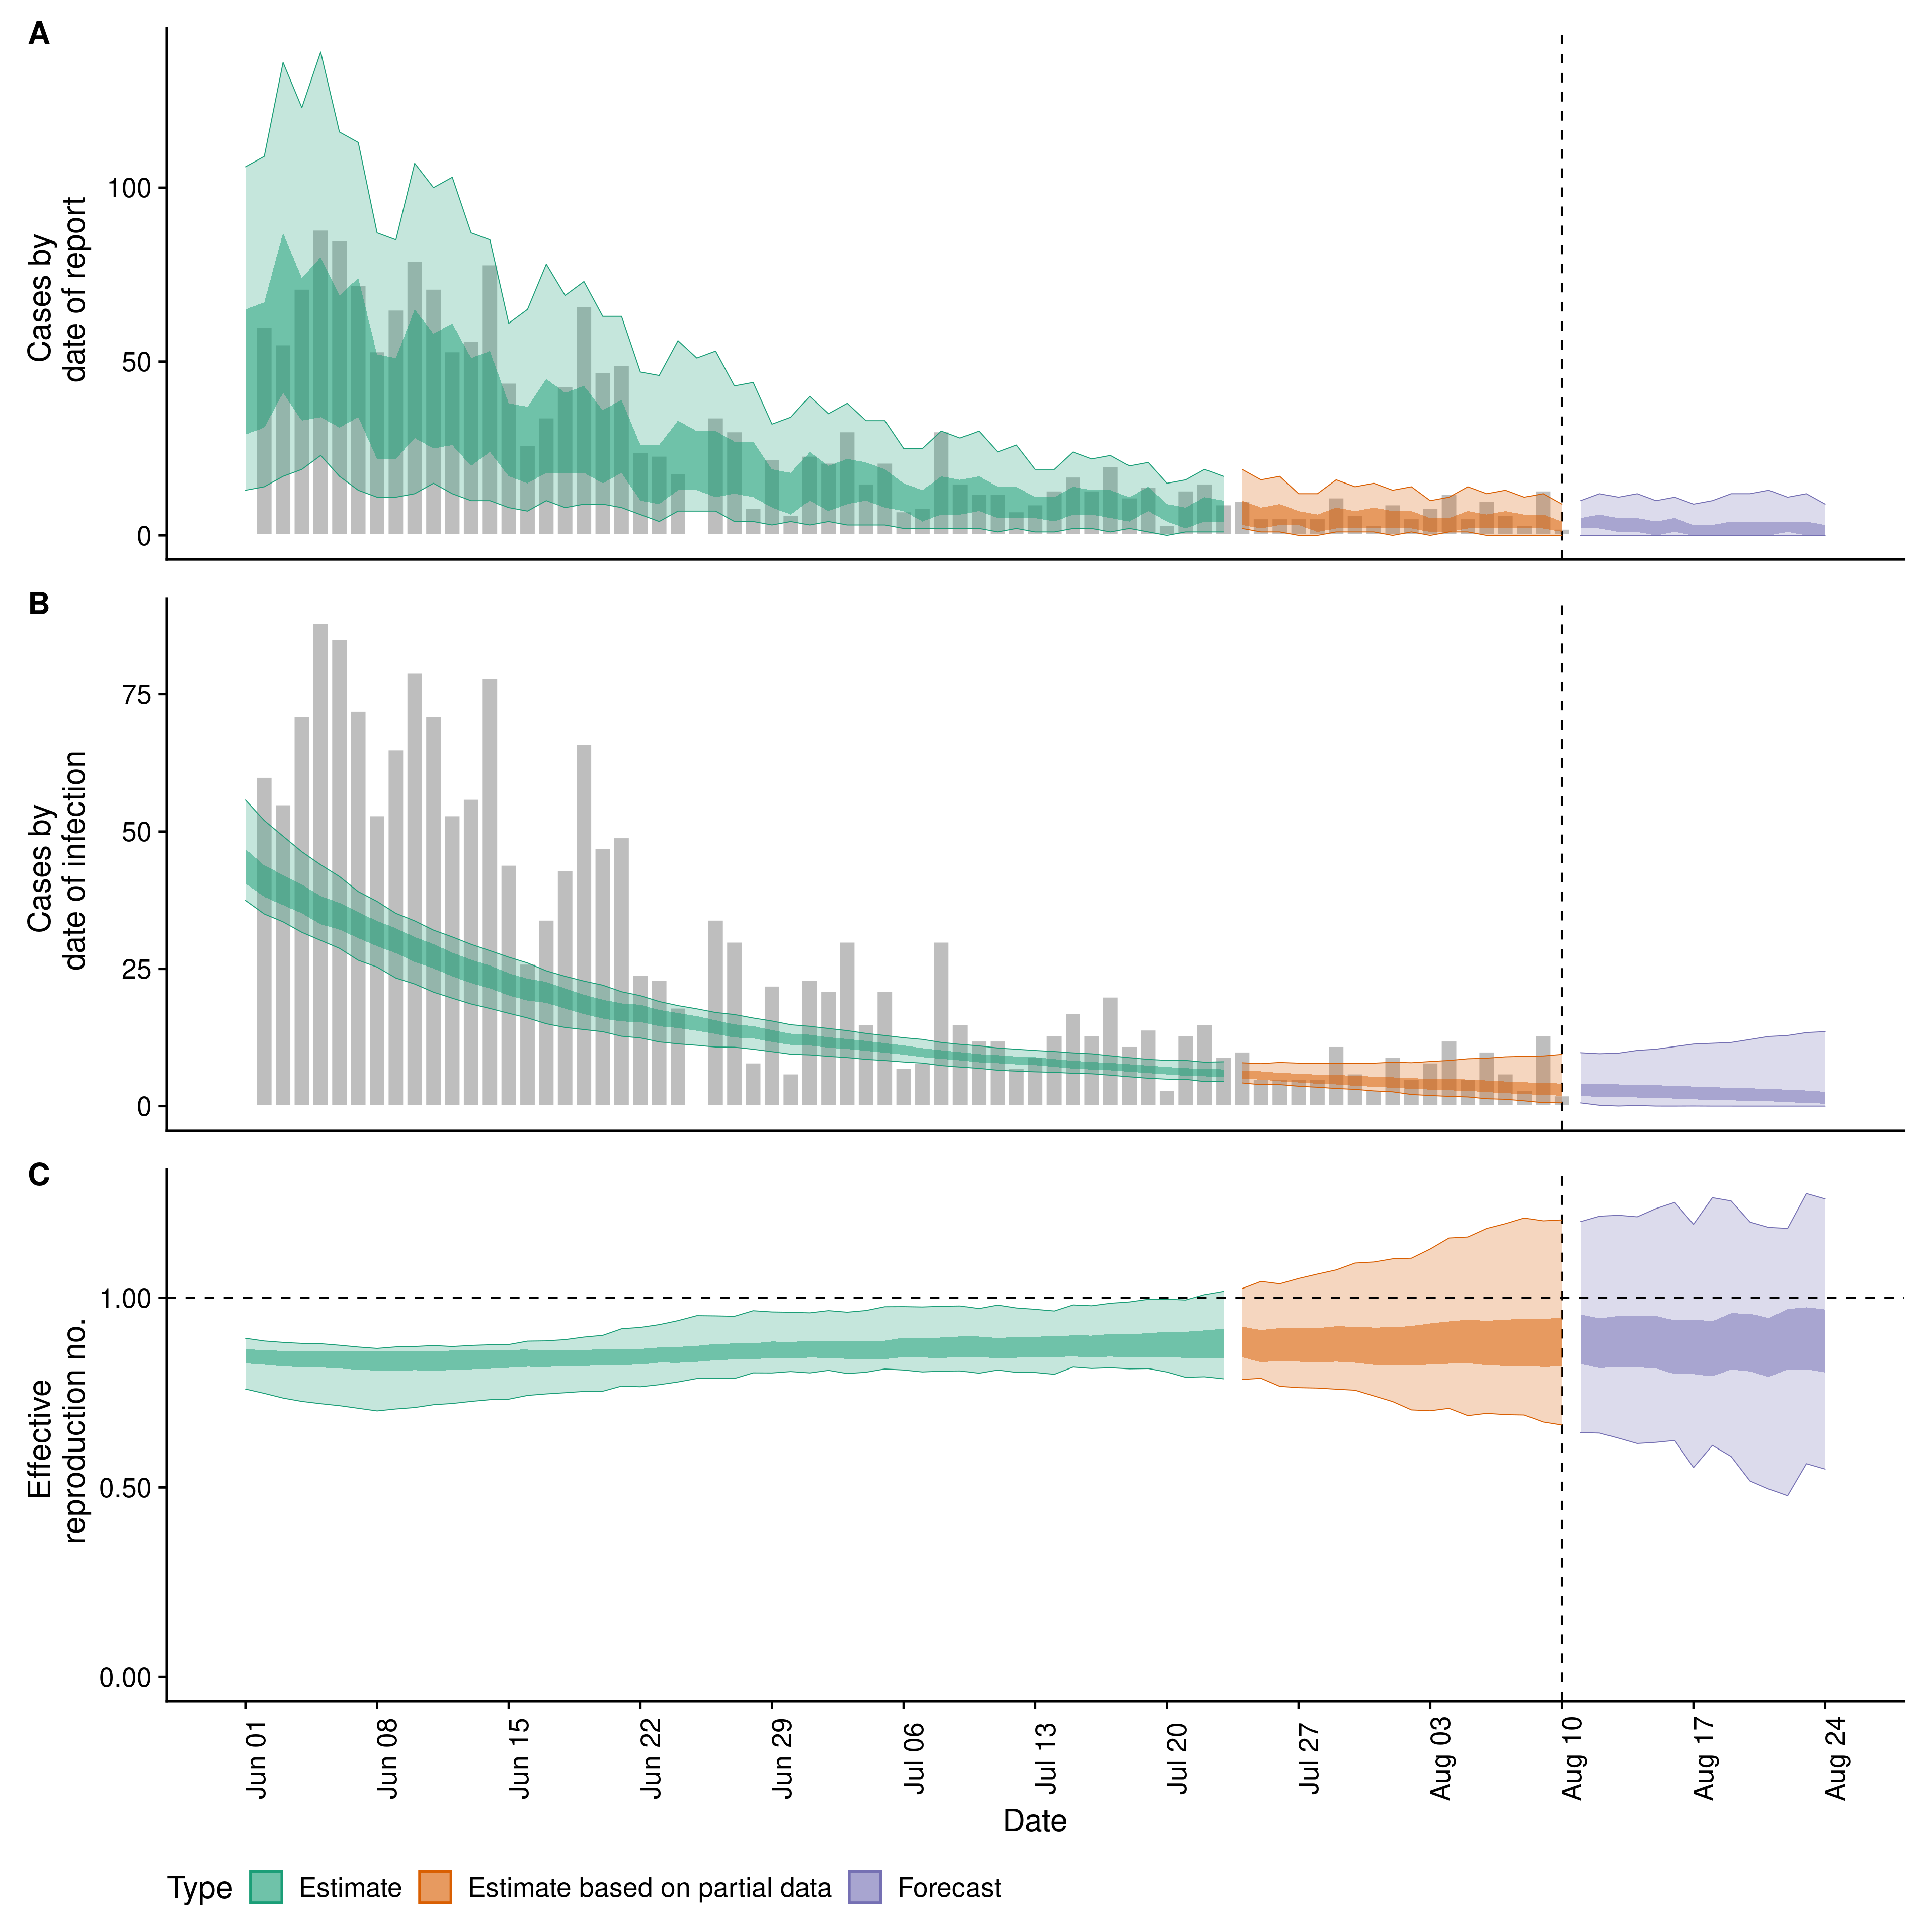 A
Cases by
date of report
100
50
0
B
Cases by
date of infection
75
50
25
0
C
Effective
reproduction no.
1.00
0.50
0.00
Jun 01
Jun 08
Jun 15
Jun 22
Jun 29
Jul 06
Jul 13
Jul 20
Jul 27
Aug 03
Aug 10
Aug 17
Aug 24
Date
Type Estimate Estimate based on partial data Forecast